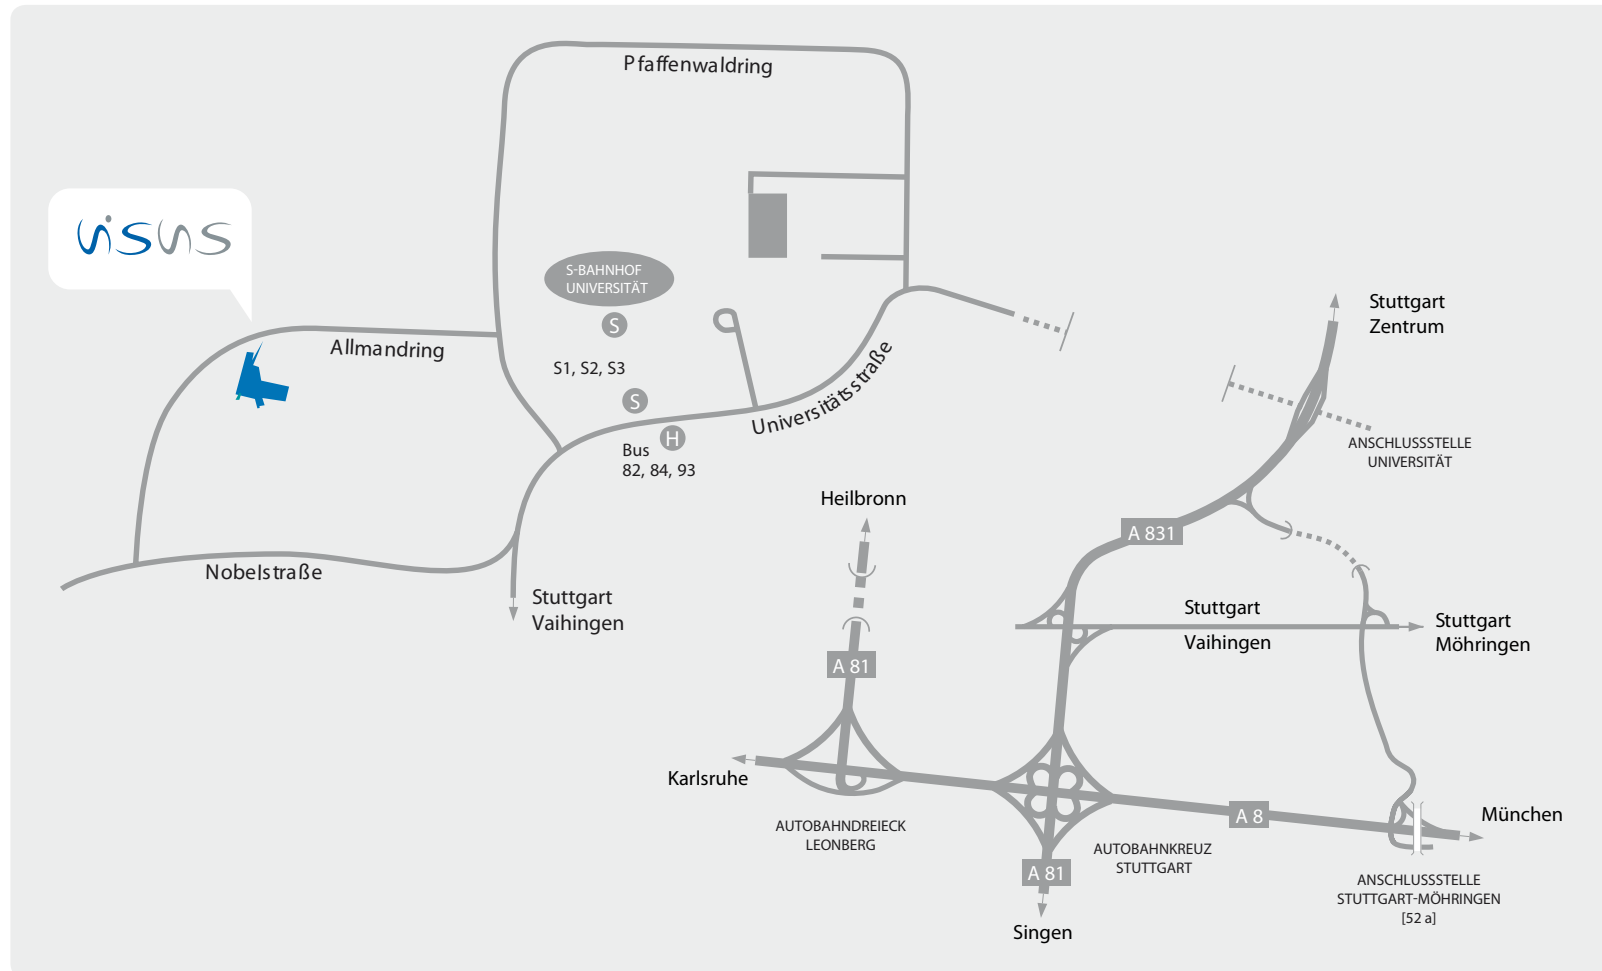 Pfaffenwaldring
visus
S-BAHNHOF
UNIVERSITÄT
S
Allmandring
S1, S2, S3
S
H
Bus
82, 84, 93
Universitätsstraße
Nobelstraße
Stuttgart
Vaihingen
Stuttgart
Zentrum
ANSCHLUSSSTELLE
UNIVERSITÄT
Heilbronn
A 831
Stuttgart
Vaihingen
Stuttgart
Möhringen
A 81
Karlsruhe
AUTOBAHNDREIECK
LEONBERG
A 8
München
AUTOBAHNKREUZ
STUTTGART
A 81
ANSCHLUSSSTELLE
STUTTGART-MÖHRINGEN
[52 a]
Singen